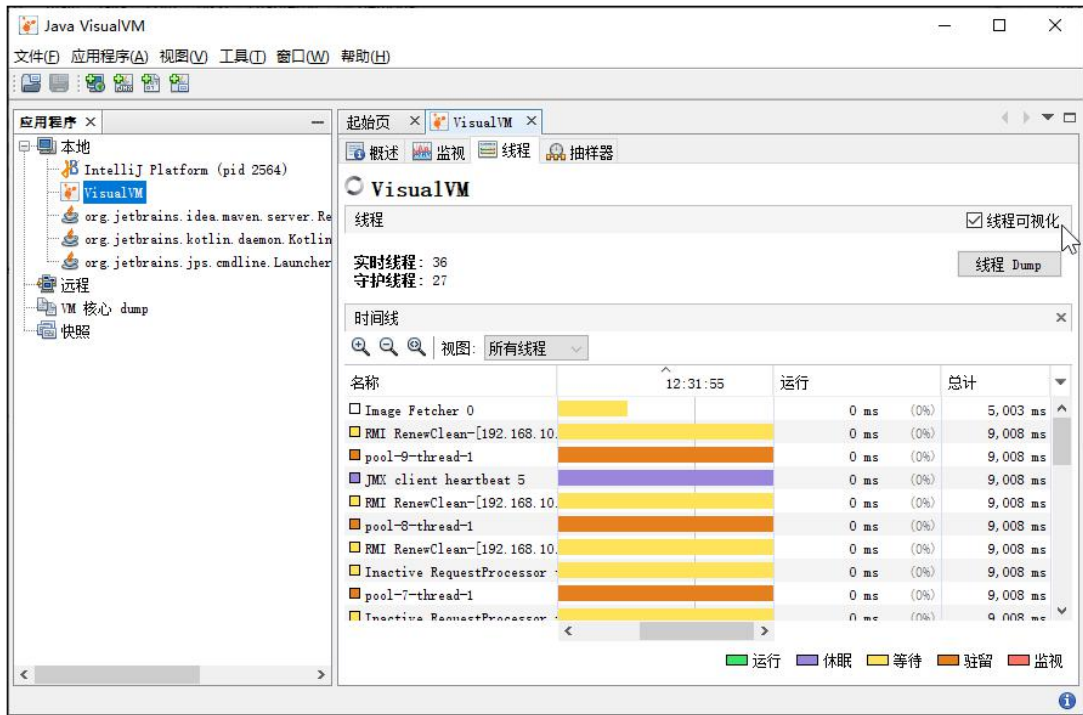 Java VisualVM
文件(F) 应用程序(A) 视图(V) 工具(T) 窗口(W) 帮助(H)
应用程序
本地
IntelliJ Platform (pid 2564)
VisualVM
org.jetbrains.idea.maven.server.Re
org.jetbrains.kotlin.daemon.Kotlin
org.jetbrains.jps.cmdline.Launcher
远程
VM 核心 dump
快照
起始页 VisualVM
概述 监视 线程 抽样器
VisualVM
线程 线程可视化
实时线程: 36
守护线程: 27
线程 Dump
时间线
视图: 所有线程
名称 12:31:55 运行 总计
Image Fetcher 0 0 ms (0%) 5,003 ms
RMI RenewClean-[192.168.10. 0 ms (0%) 9,008 ms
pool-9-thread-1 0 ms (0%) 9,008 ms
JMX client heartbeat 5 0 ms (0%) 9,008 ms
RMI RenewClean-[192.168.10. 0 ms (0%) 9,008 ms
pool-8-thread-1 0 ms (0%) 9,008 ms
RMI RenewClean-[192.168.10. 0 ms (0%) 9,008 ms
Inactive RequestProcessor 0 ms (0%) 9,008 ms
pool-7-thread-1 0 ms (0%) 9,008 ms
Inactive RequestProcessor 0 ms (0%) 9,008 ms
运行 休眠 等待 驻留 监视